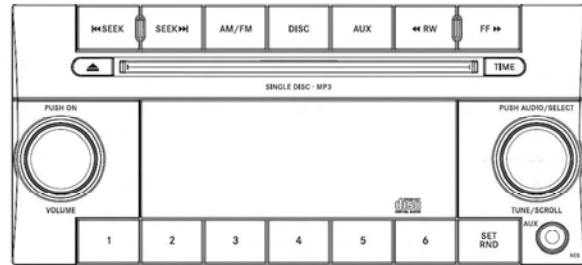 SEEK
SEEK
AM/FM
DISC
AUX
RW
FF
TIME
SINGLE DISC · MP3
PUSH ON
PUSH AUDIO/SELECT
VOLUME
TUNE/SCROLL
1
2
3
4
5
6
SET
RND
AUX